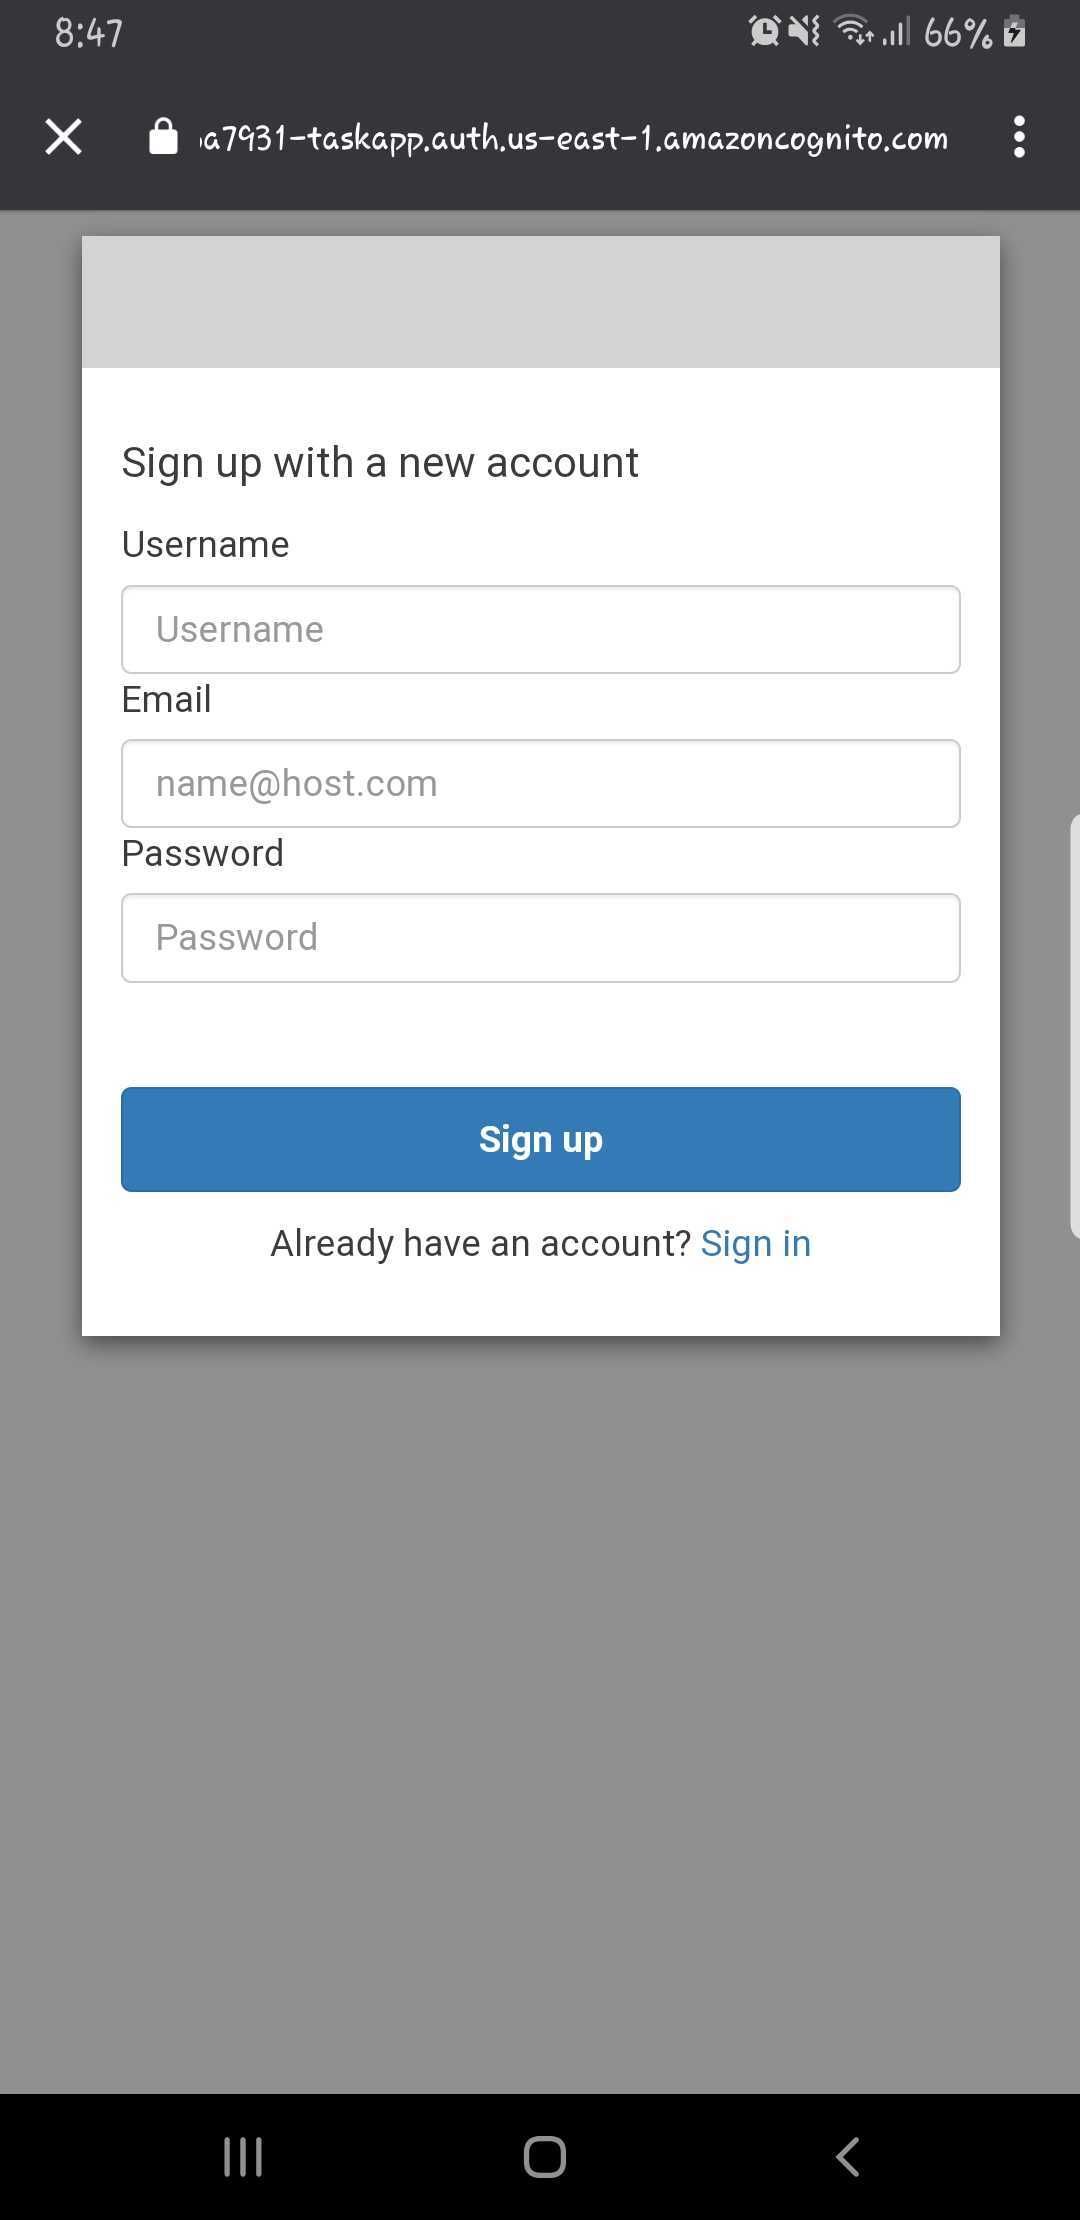 8:47
66%
a7931-taskapp.auth.us-east-1.amazoncognito.com
Sign up with a new account
Username
Username
Email
name@host.com
Password
Password
Sign up
Already have an account? Sign in